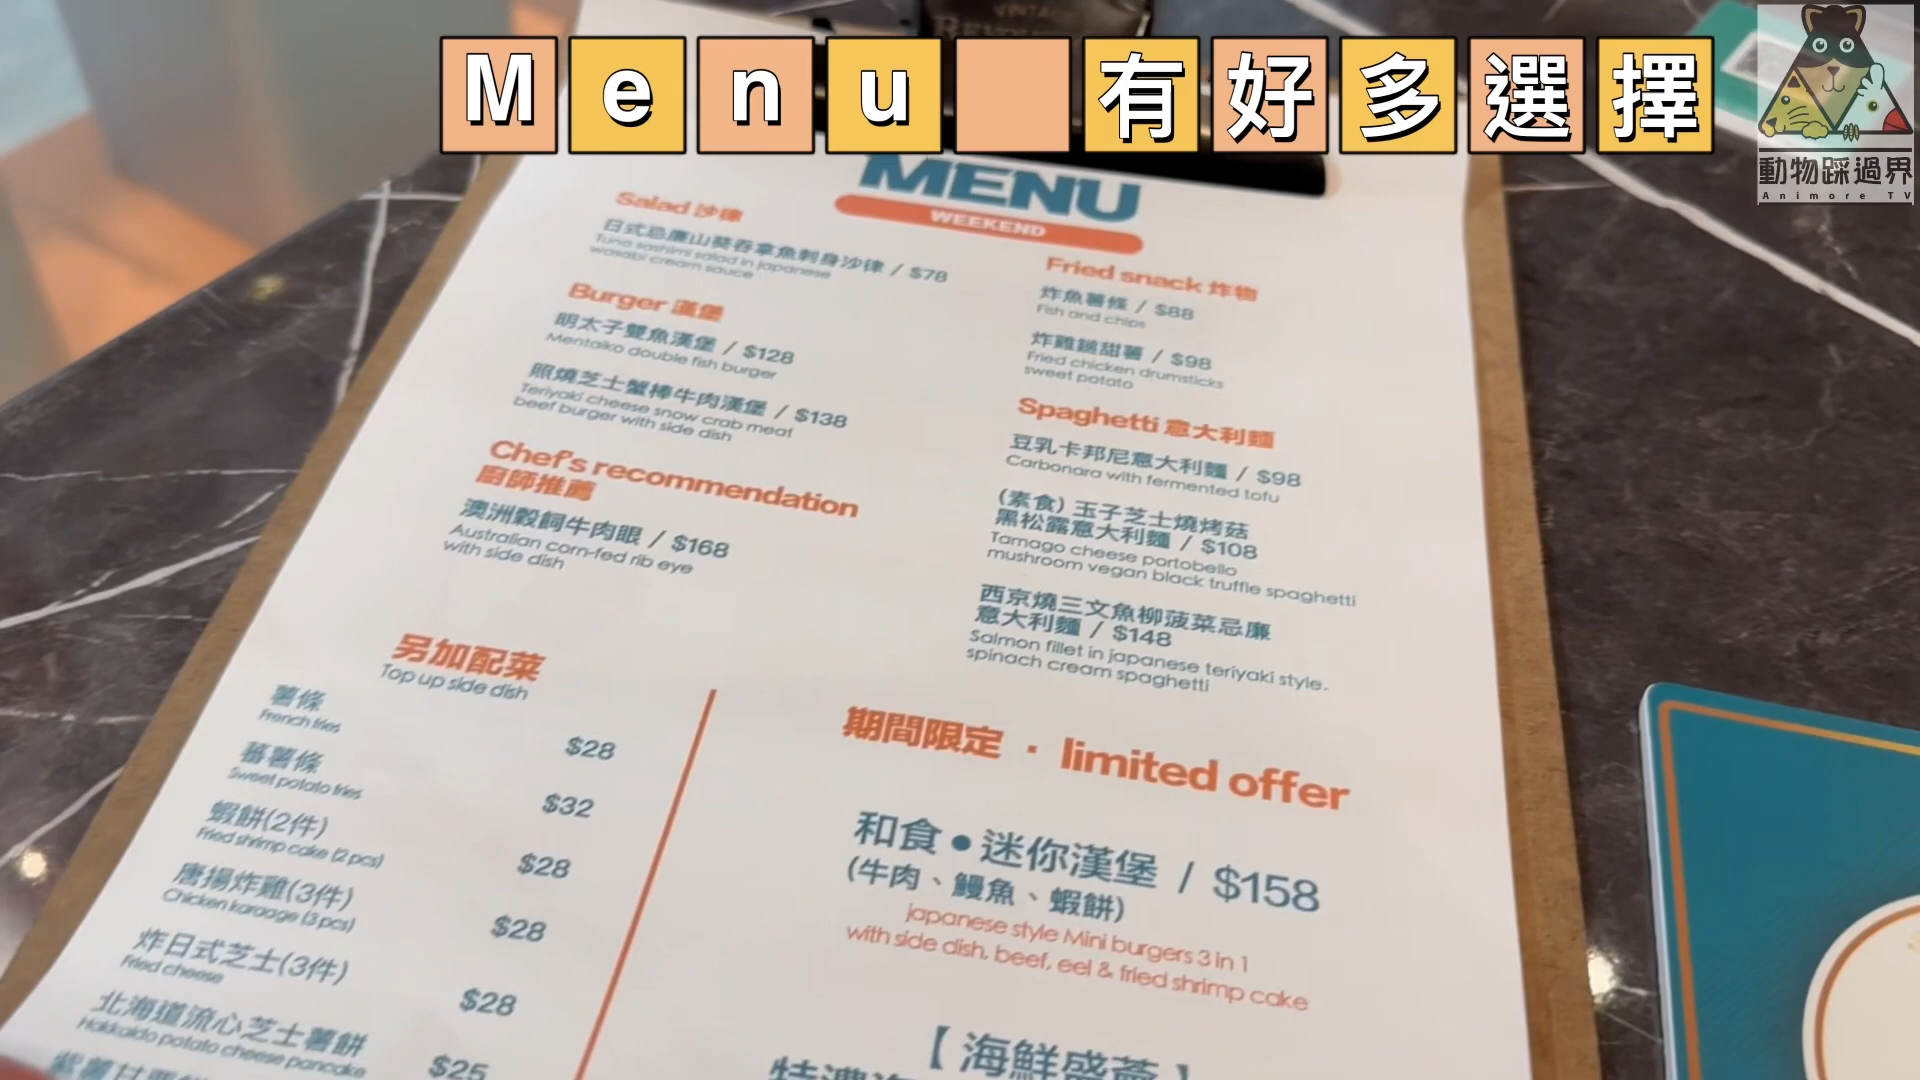 Menu 有好多選擇
動物踩過界
Animore TV
MENU
WEEKEND
Salad 沙律
日式忌廉山葵吞拿魚刺身沙律 / $78
Tuna sashimi salad in japanese
wasabi cream sauce
Burger 漢堡
明太子雙魚漢堡 / $128
Mentaiko double fish burger
照燒芝士蟹棒牛肉漢堡 / $138
Teriyaki cheese snow crab meat
beef burger with side dish
Chef's recommendation
廚師推薦
澳洲穀飼牛肉眼 / $168
Australian corn-fed rib eye
with side dish
Fried snack 炸物
炸魚薯條 / $88
Fish and chips
炸雞鎚甜薯 / $98
Fried chicken drumsticks
sweet potato
Spaghetti 意大利麵
豆乳卡邦尼意大利麵 / $98
Carbonara with fermented tofu
(素食) 玉子芝士燒烤菇
黑松露意大利麵 / $108
Tamago cheese portobello
mushroom vegan black truffle spaghetti
西京燒三文魚柳菠菜忌廉
意大利麵 / $148
Salmon fillet in japanese teriyaki style.
spinach cream spaghetti
另加配菜
Top up side dish
薯條 $28
French fries
蕃薯條 $32
Sweet potato fries
蝦餅(2件) $28
Fried shrimp cake (2 pcs)
唐揚炸雞(3件) $28
Chicken karaage (3 pcs)
炸日式芝士(3件) $28
Fried cheese
北海道流心芝士薯餅 $25
Hokkaido potato cheese pancake
期間限定 · limited offer
和食●迷你漢堡 / $158
(牛肉、鰻魚、蝦餅)
japanese style Mini burgers 3 in 1
with side dish, beef, eel & fried shrimp cake
【海鮮盛薈】